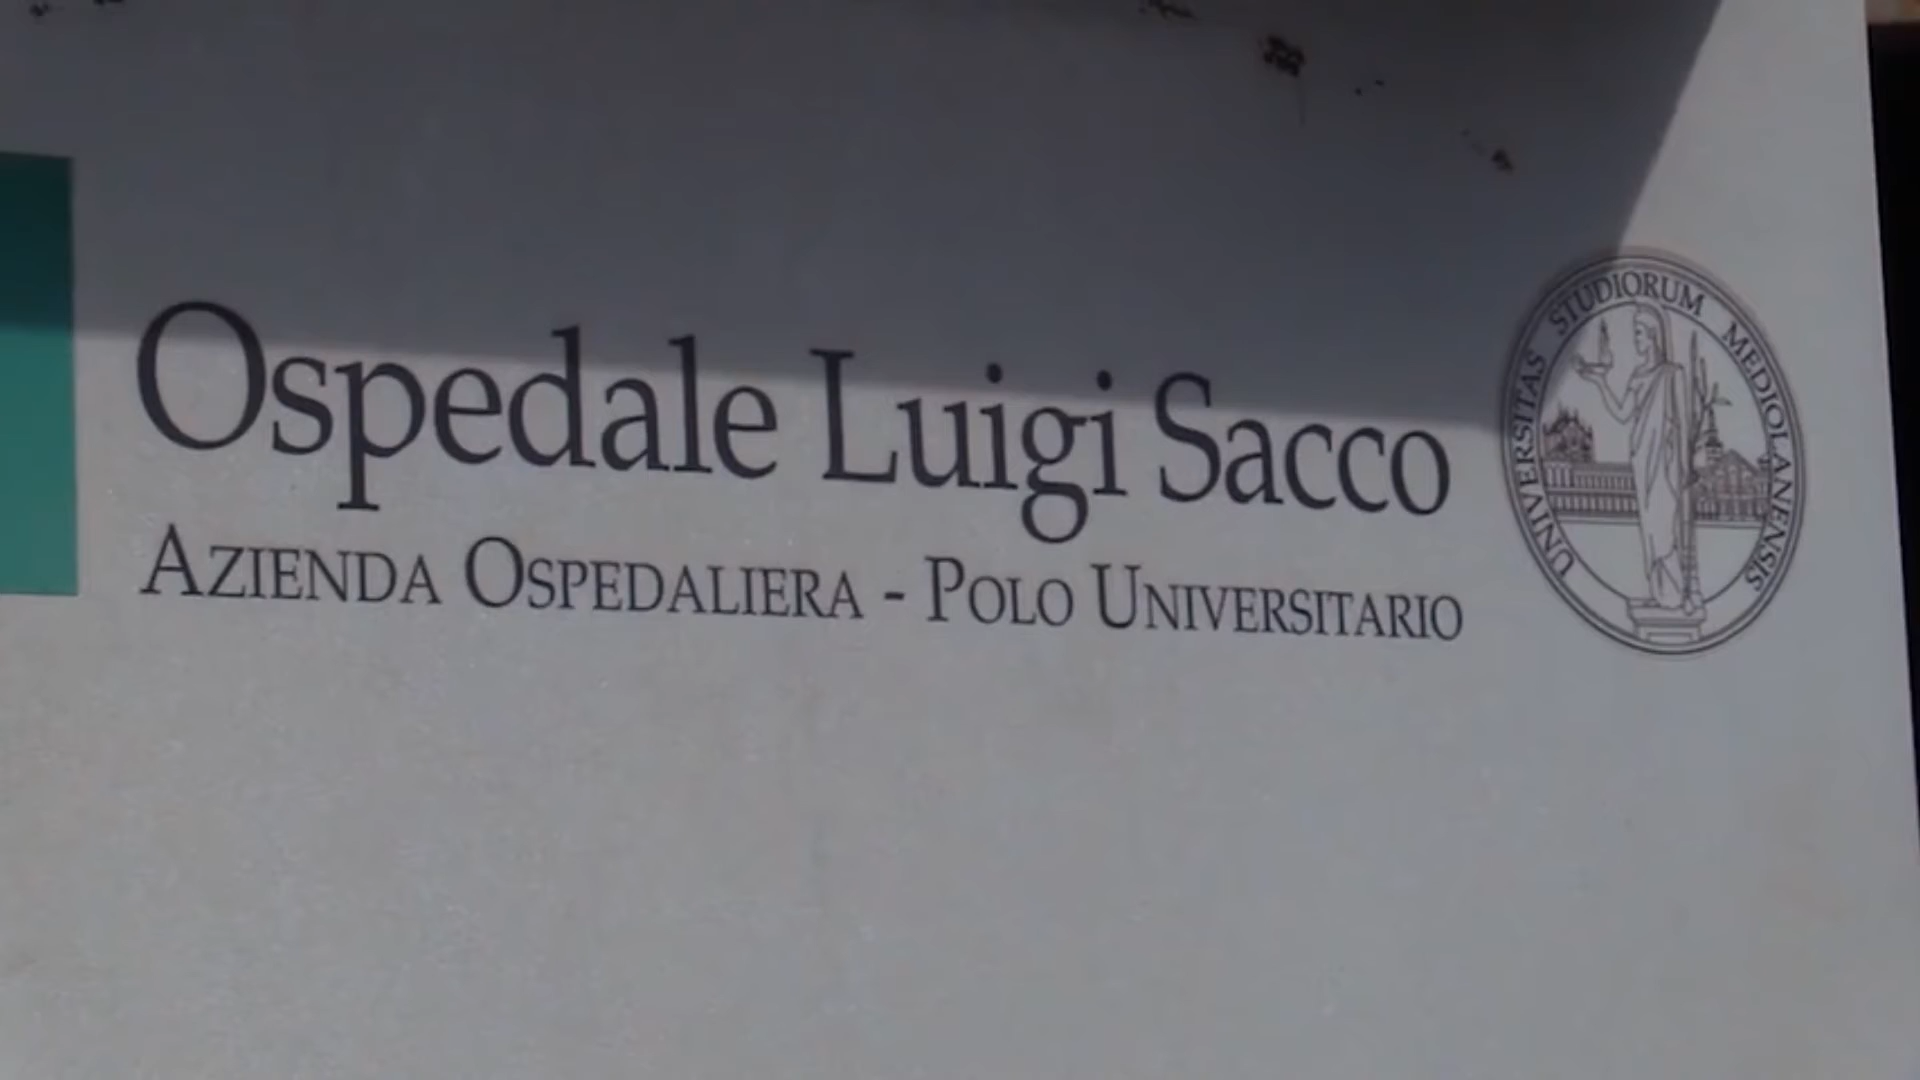 Ospedale Luigi Sacco
AZIENDA OSPEDALIERA - POLO UNIVERSITARIO
UNIVERSITAS STUDIORUM MEDIOLANENSIS